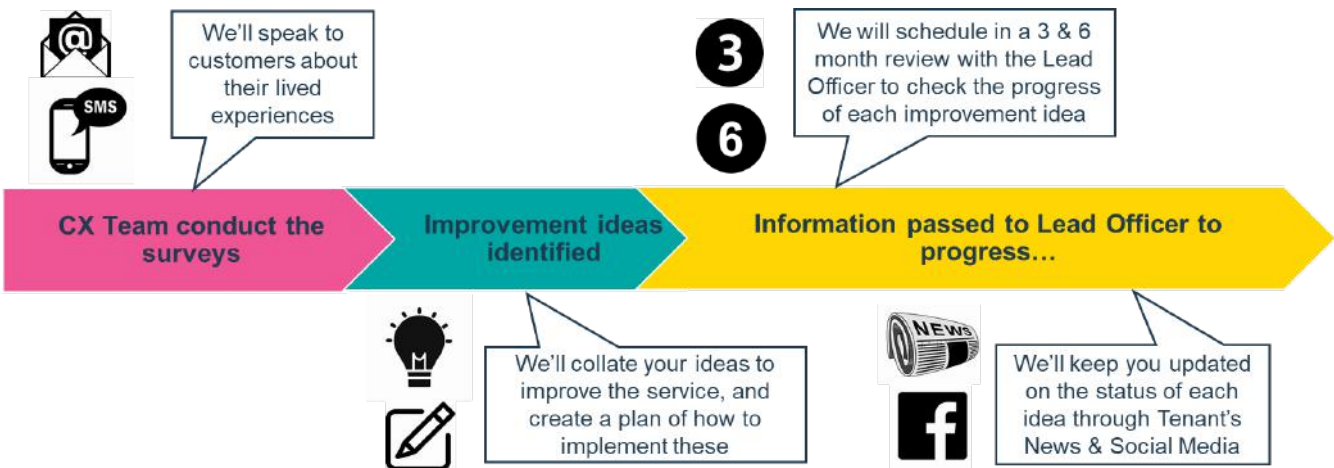 @
SMS
We'll speak to
customers about
their lived
experiences
3
6
We will schedule in a 3 & 6
month review with the Lead
Officer to check the progress
of each improvement idea
CX Team conduct the
surveys
Improvement ideas
identified
Information passed to Lead Officer to
progress…
We'll collate your ideas to
improve the service, and
create a plan of how to
implement these
NEWS
f
We'll keep you updated
on the status of each
idea through Tenant's
News & Social Media